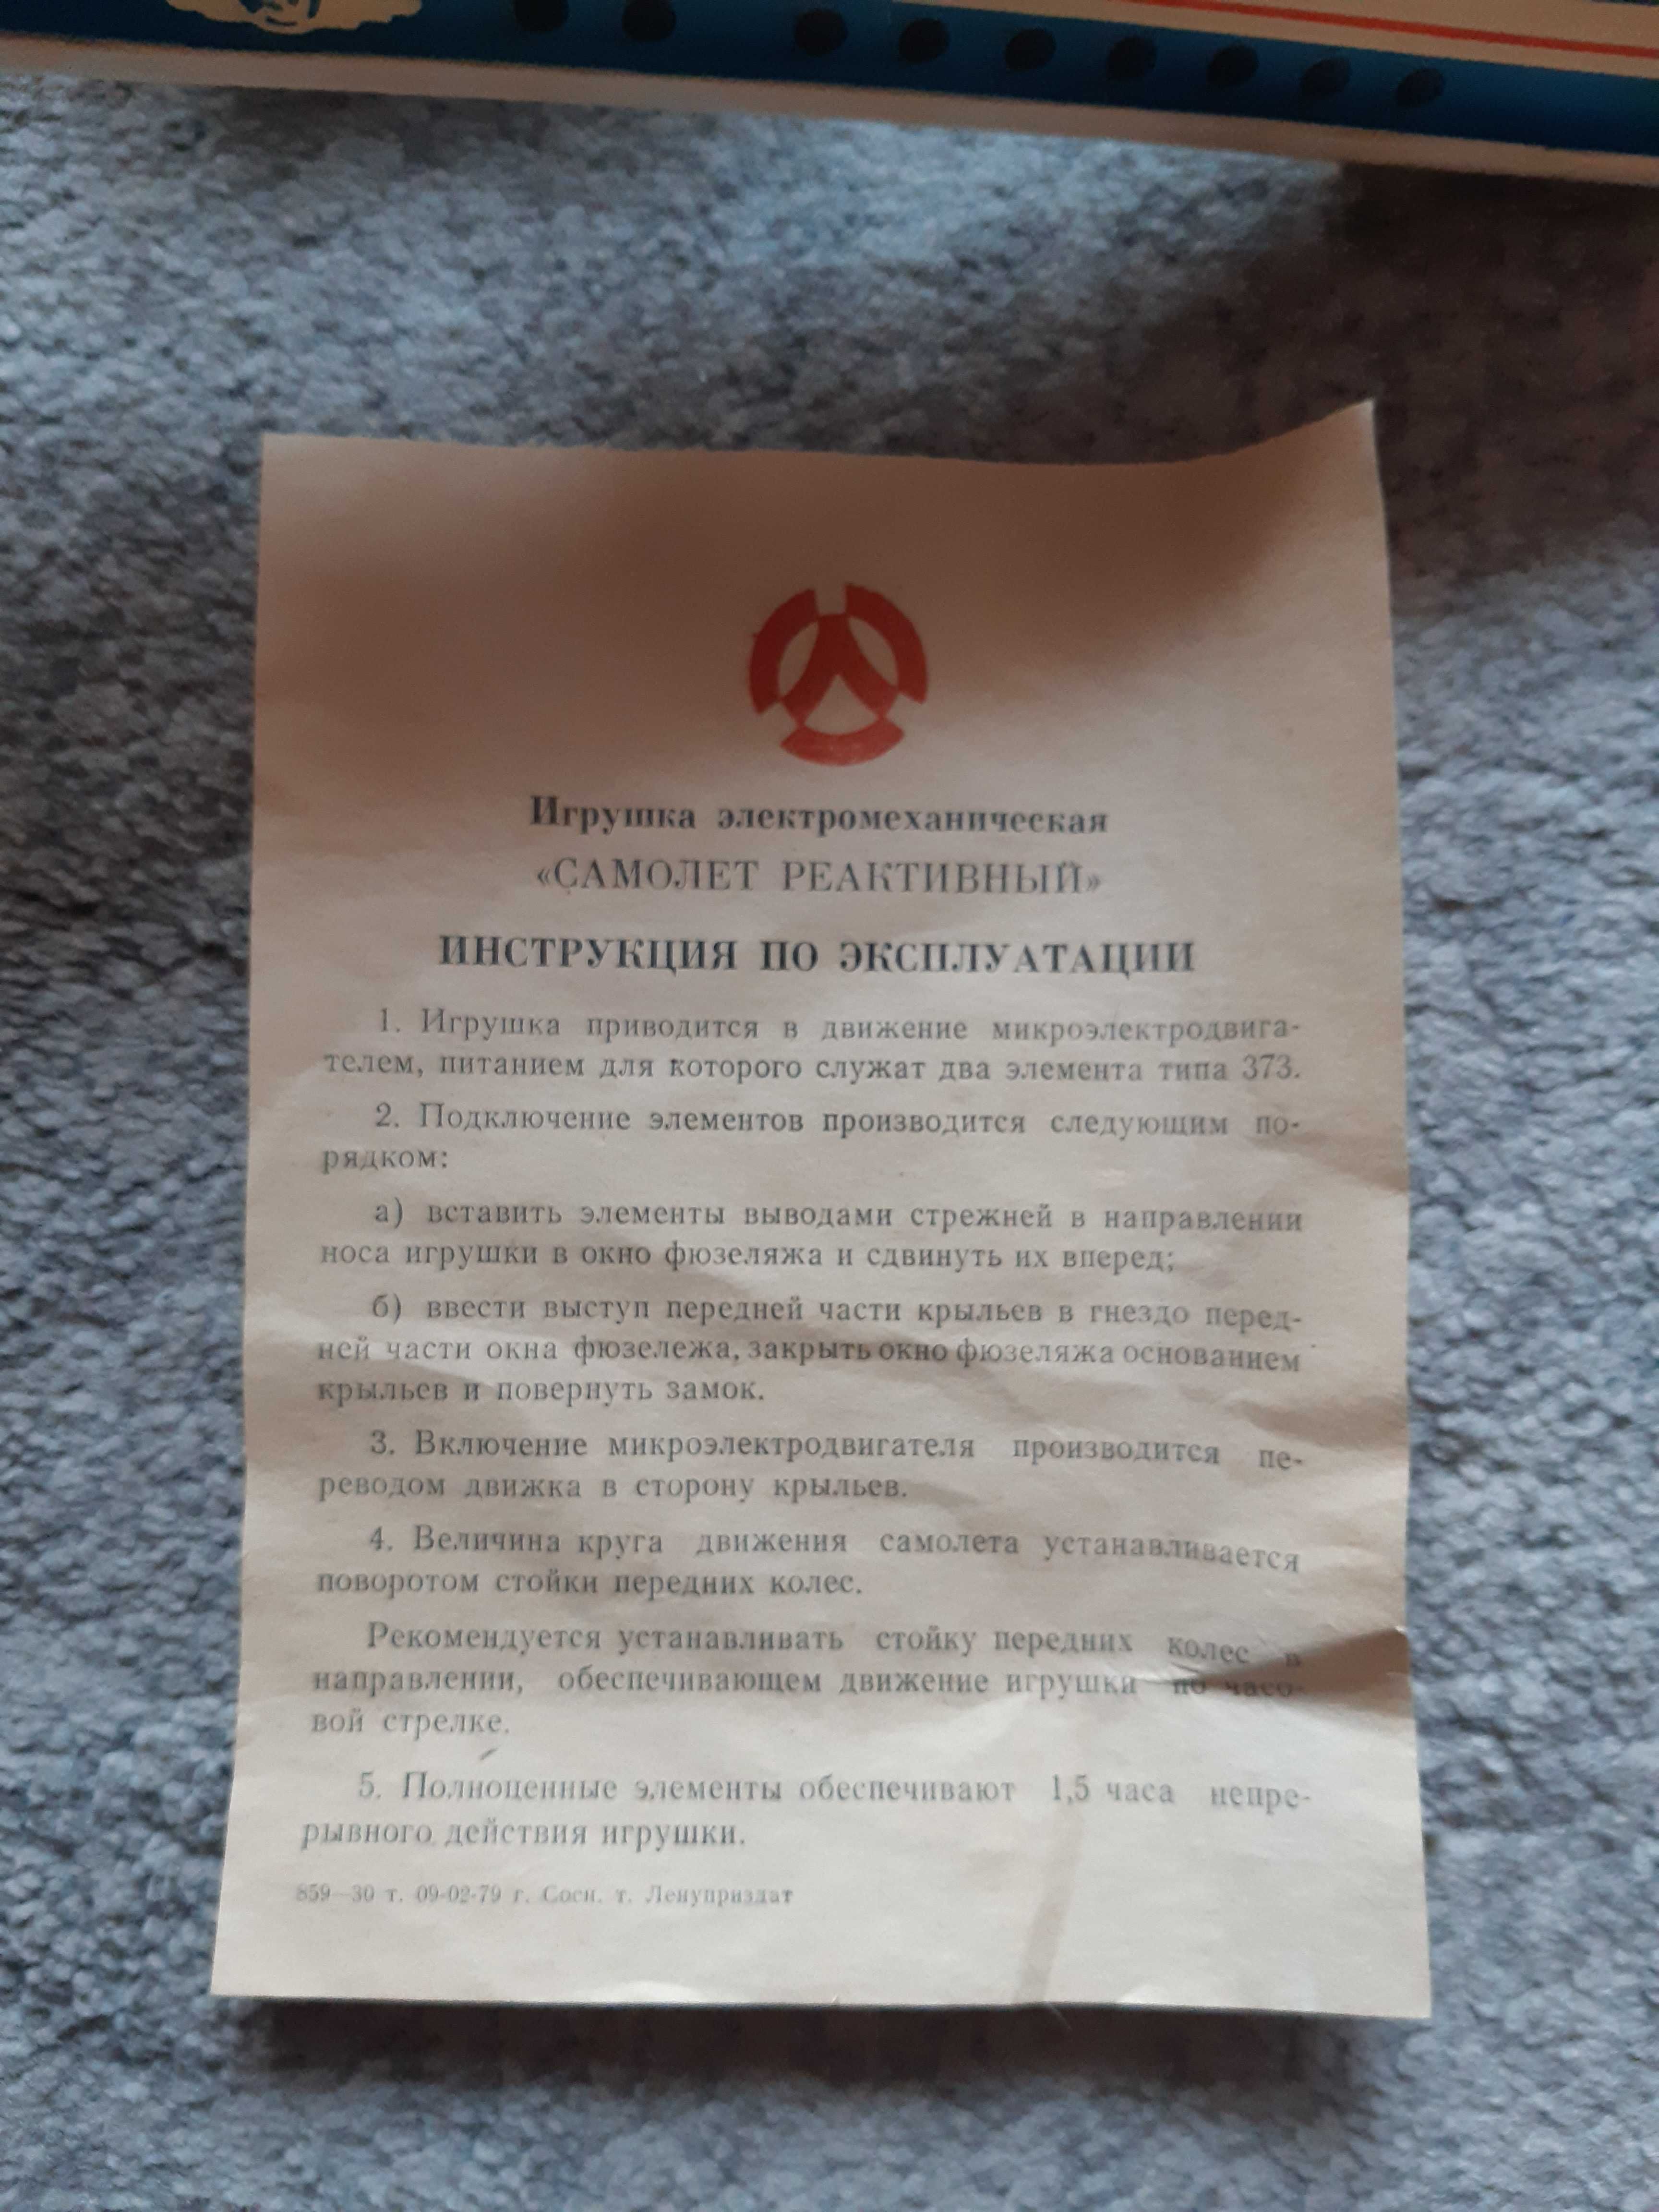 Игрушка электромеханическая
«САМОЛЕТ РЕАКТИВНЫЙ»
ИНСТРУКЦИЯ ПО ЭКСПЛУАТАЦИИ
1. Игрушка приводится в движение микроэлектродвига-
телем, питанием для которого служат два элемента типа 373.
2. Подключение элементов производится следующим по-
рядком:
а) вставить элементы выводами стрежней в направлении
носа игрушки в окно фюзеляжа и сдвинуть их вперед;
б) ввести выступ передней части крыльев в гнездо перед-
ней части окна фюзележа, закрыть окно фюзеляжа основанием
крыльев и повернуть замок.
3. Включение микроэлектродвигателя производится пе-
реводом движка в сторону крыльев.
4. Величина круга движения самолета устанавливается
поворотом стойки передних колес.
Рекомендуется устанавливать стойку передних колес в
направлении, обеспечивающем движение игрушки по часо-
вой стрелке.
5. Полноценные элементы обеспечивают 1,5 часа непре-
рывного действия игрушки.
859—30 т. 09-02-79 г. Сосн. т. Ленуприздат